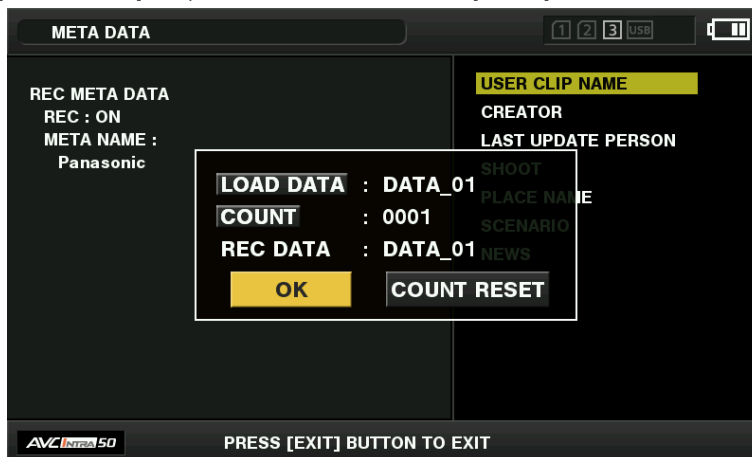 META DATA
1 2 3 USB
REC META DATA
REC : ON
META NAME :
Panasonic
USER CLIP NAME
CREATOR
LAST UPDATE PERSON
SHOOT
PLACE NAME
SCENARIO
NEWS
LOAD DATA : DATA_01
COUNT : 0001
REC DATA : DATA_01
OK COUNT RESET
AVC INTRA 50 PRESS [EXIT] BUTTON TO EXIT